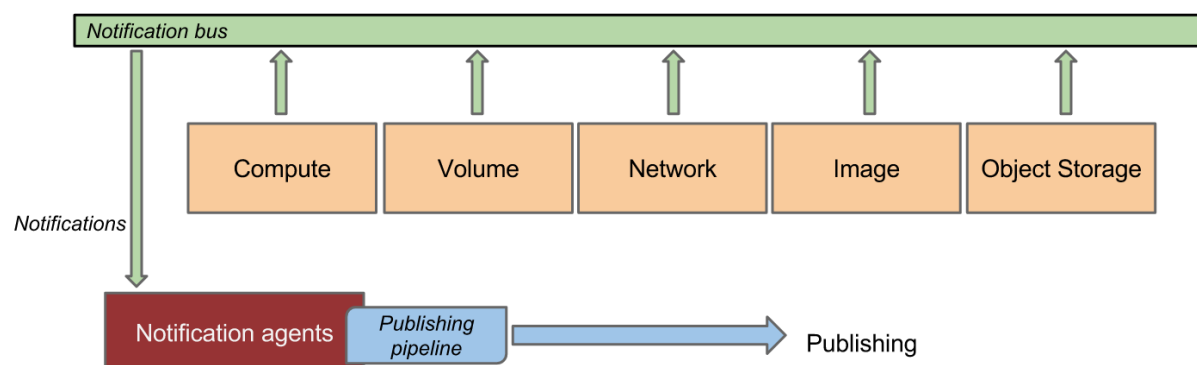 Notification bus
Compute
Volume
Network
Image
Object Storage
Notifications
Notification agents
Publishing
pipeline
Publishing